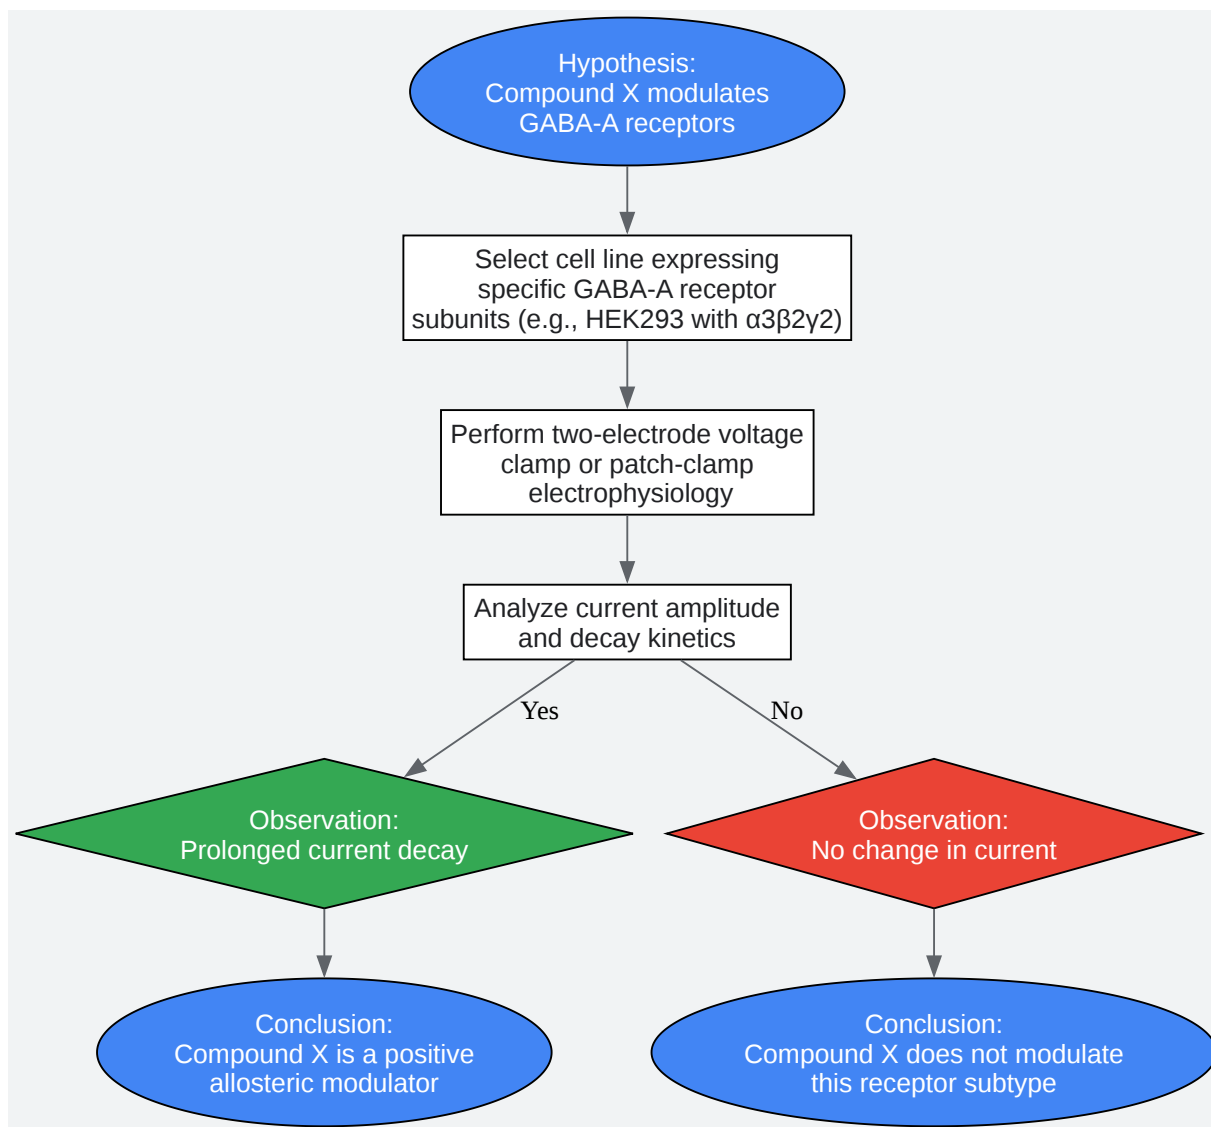 Hypothesis:
Compound X modulates
GABA-A receptors
Select cell line expressing
specific GABA-A receptor
subunits (e.g., HEK293 with α3β2γ2)
Perform two-electrode voltage
clamp or patch-clamp
electrophysiology
Analyze current amplitude
and decay kinetics
Yes
No
Observation:
Prolonged current decay
Observation:
No change in current
Conclusion:
Compound X is a positive
allosteric modulator
Conclusion:
Compound X does not modulate
this receptor subtype